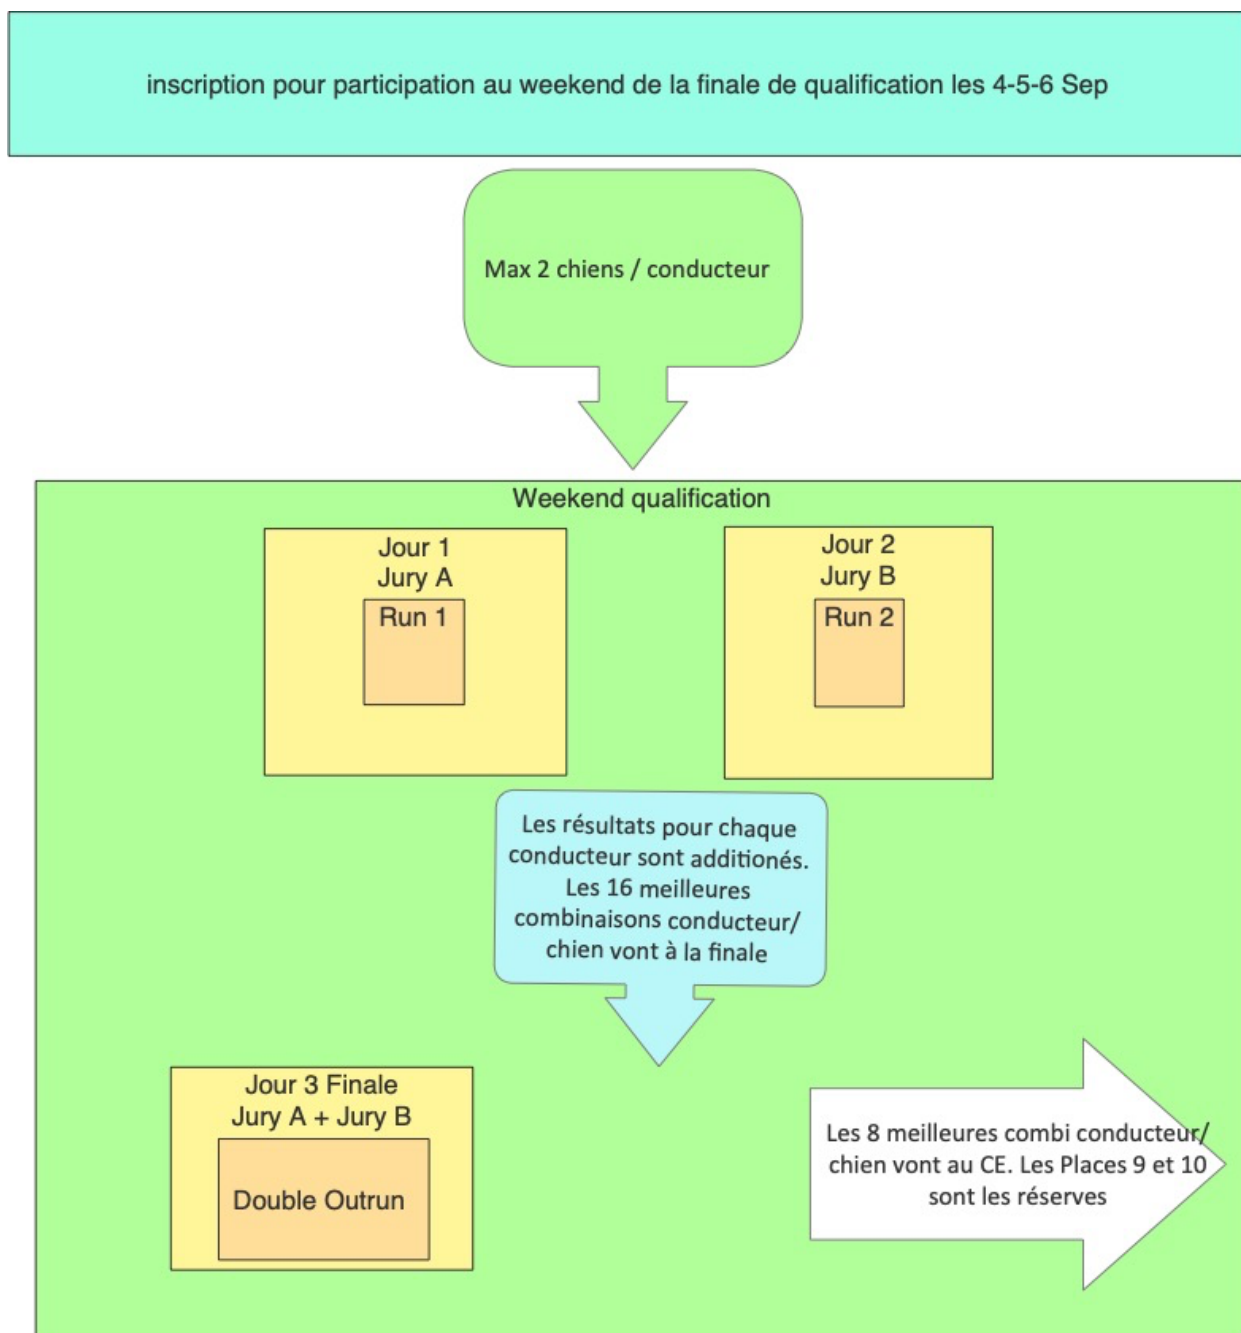 inscription pour participation au weekend de la finale de qualification les 4-5-6 Sep
Max 2 chiens / conducteur
Weekend qualification
Jour 1
Jury A
Run 1
Jour 2
Jury B
Run 2
Les résultats pour chaque
conducteur sont additionés.
Les 16 meilleures
combinaisons conducteur/
chien vont à la finale
Jour 3 Finale
Jury A + Jury B
Double Outrun
Les 8 meilleures combi conducteur/
chien vont au CE. Les Places 9 et 10
sont les réserves